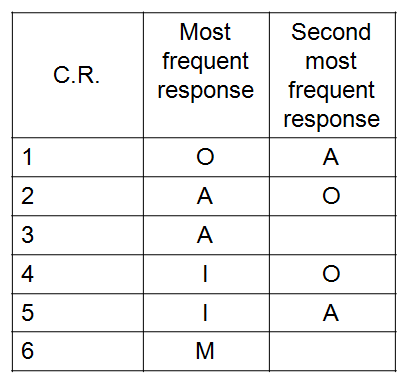 C.R.
Most
frequent
response
Second
most
frequent
response
1 O A
2 A O
3 A
4 I O
5 I A
6 M